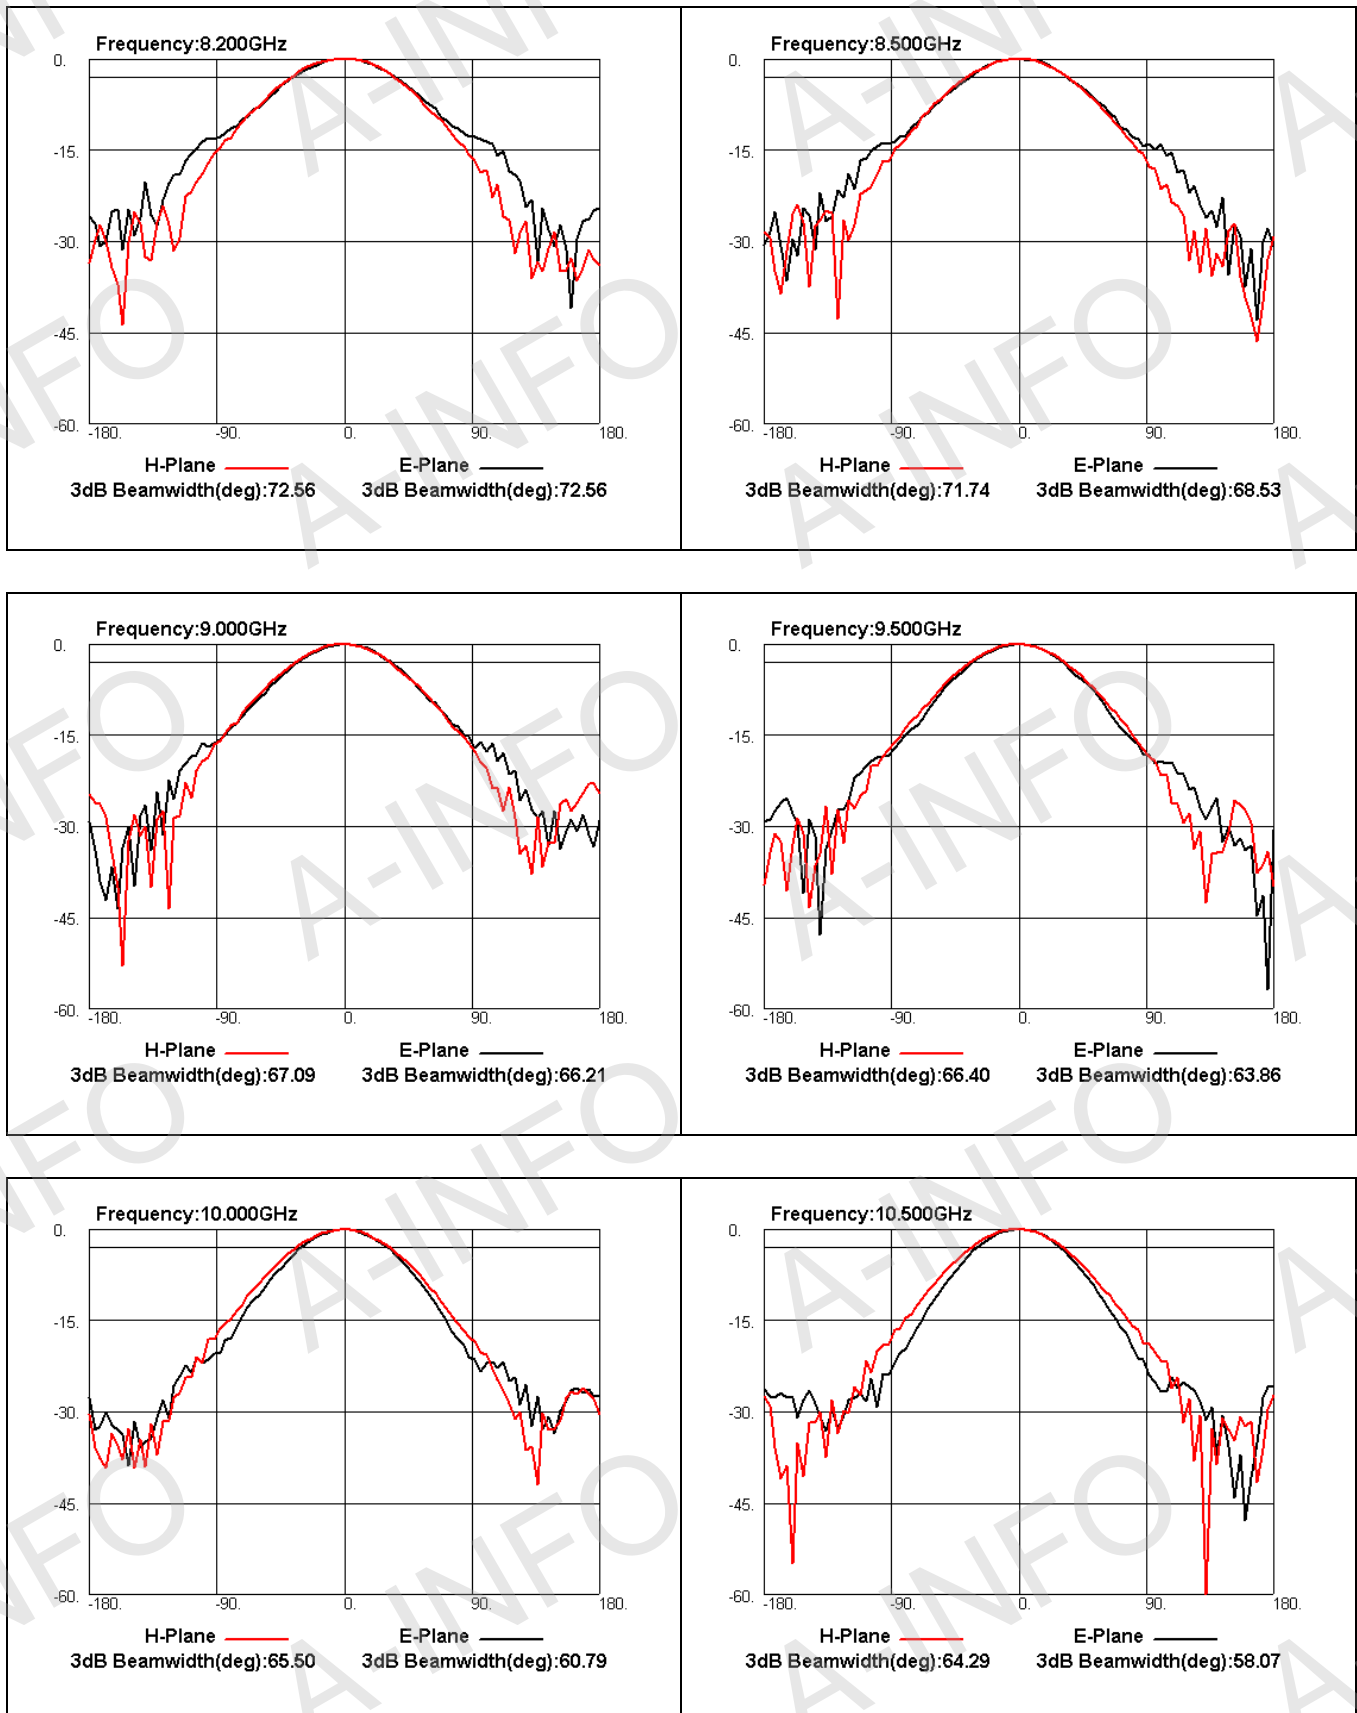 Frequency:8.200GHz
0.
-15.
-30.
-45.
-60.
-180. -90. 0. 90. 180.
H-Plane E-Plane
3dB Beamwidth(deg):72.56 3dB Beamwidth(deg):72.56
Frequency:8.500GHz
0.
-15.
-30.
-45.
-60.
-180. -90. 0. 90. 180.
H-Plane E-Plane
3dB Beamwidth(deg):71.74 3dB Beamwidth(deg):68.53
Frequency:9.000GHz
0.
-15.
-30.
-45.
-60.
-180. -90. 0. 90. 180.
H-Plane E-Plane
3dB Beamwidth(deg):67.09 3dB Beamwidth(deg):66.21
Frequency:9.500GHz
0.
-15.
-30.
-45.
-60.
-180. -90. 0. 90. 180.
H-Plane E-Plane
3dB Beamwidth(deg):66.40 3dB Beamwidth(deg):63.86
Frequency:10.000GHz
0.
-15.
-30.
-45.
-60.
-180. -90. 0. 90. 180.
H-Plane E-Plane
3dB Beamwidth(deg):65.50 3dB Beamwidth(deg):60.79
Frequency:10.500GHz
0.
-15.
-30.
-45.
-60.
-180. -90. 0. 90. 180.
H-Plane E-Plane
3dB Beamwidth(deg):64.29 3dB Beamwidth(deg):58.07
A-INFO
A-INFO
A-INFO
A-INFO
A-INFO
A-INFO
A-INFO
A-INFO